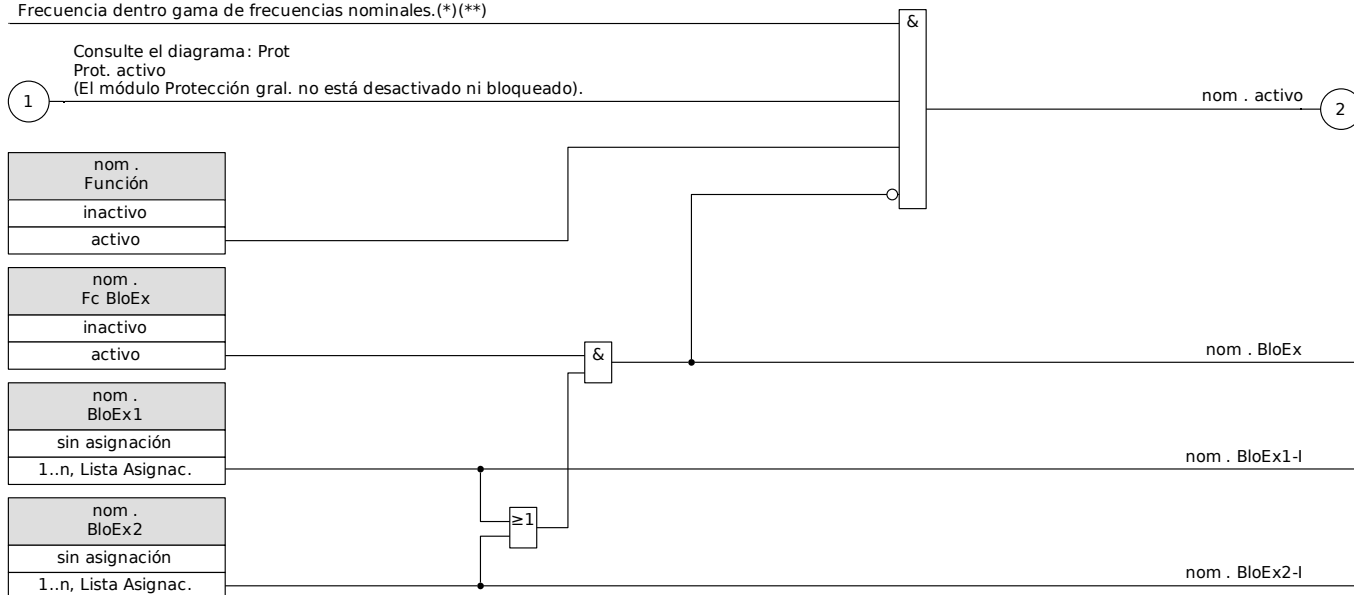 Frecuencia dentro gama de frecuencias nominales.(*)(**)
&
Consulte el diagrama: Prot
Prot. activo
(El módulo Protección gral. no está desactivado ni bloqueado).
1
nom . activo
2
nom .
Función
inactivo
activo
nom .
Fc BloEx
inactivo
activo
&
nom . BloEx
nom .
BloEx1
sin asignación
1..n, Lista Asignac.
nom . BloEx1-I
nom .
BloEx2
≥1
sin asignación
1..n, Lista Asignac.
nom . BloEx2-I